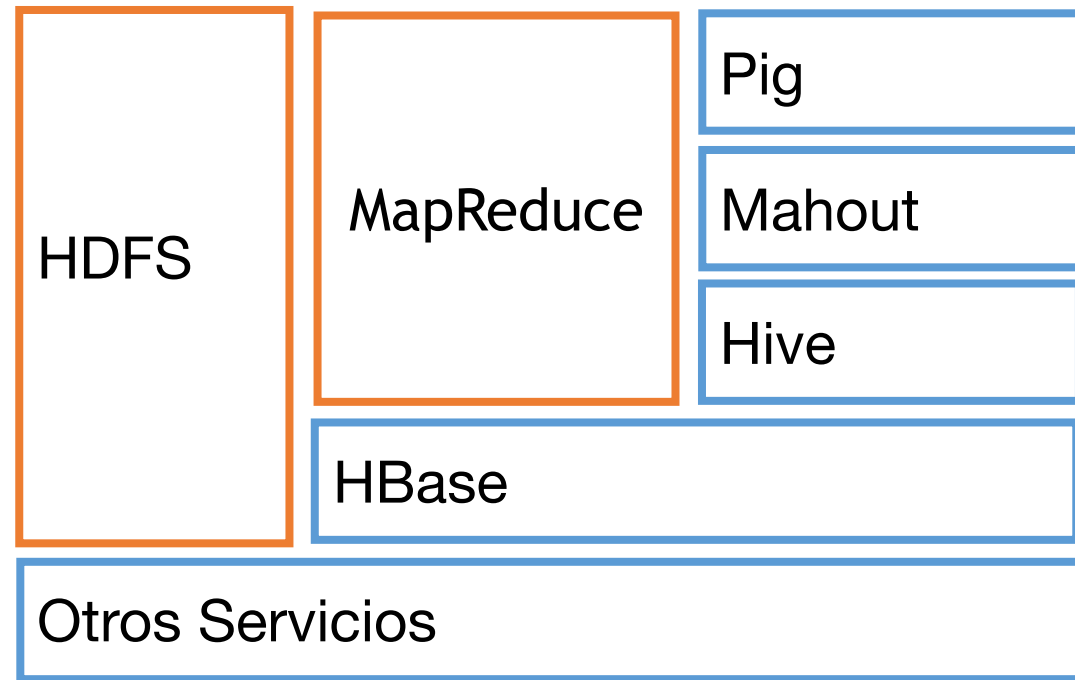 HDFS
MapReduce
Pig
Mahout
Hive
HBase
Otros Servicios